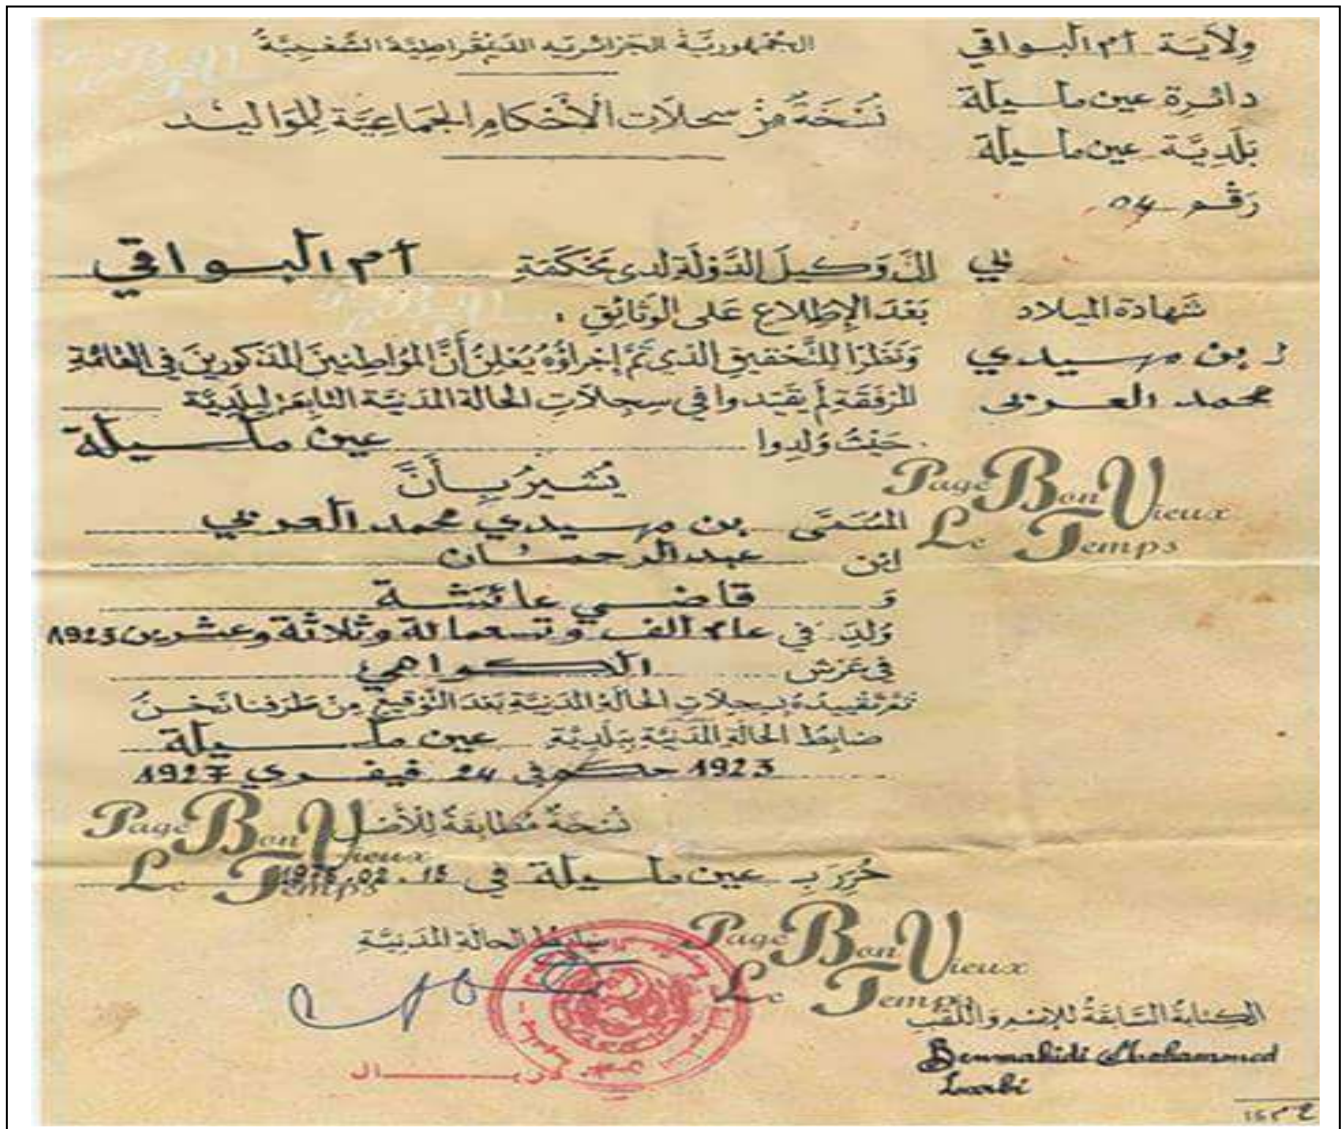 الجمهورية الجزائرية الديمقراطية الشعبية
ولاية أم البواقي
دائرة عين مليلة
بلدية عين مليلة
رقم 04
نسخة من سجلات الأحكام الجماعية للمواليد
إن وكيل الدولة لدى محكمة أم البواقي
بعد الإطلاع على الوثائق :
شهادة الميلاد
لـ بن مهيدي
محمد العربي
ونظرا للتحقيق الذي تم إجراؤه يعلن أن المواطنين المذكورين في القائمة
المرفقة لم يقيدوا في سجلات الحالة المدنية التابعة لبلدية
حيث ولدوا عين مليلة
يشير بأن
المسمى بن مهيدي محمد العربي
ابن عبد الرحمان
و قاضي عائشة
ولد في عام ألف وتسعمائة وثلاثة وعشرين 1923
في عرش الكواهي
تم تقييده بسجلات الحالة المدنية بعد التوقيع من طرفنا نحن
ضابط الحالة المدنية ببلدية عين مليلة
1923 حكم في 24 فيفري 1927
نسخة مطابقة للأصل
حرر بـ عين مليلة في 15.02.
ضابط الحالة المدنية
الكتابة السابقة للإسم واللقب
Benmahidi Mohammed
Larbi
Page Bon Vieux
Le Temps
Page Bon Vieux
Le Temps
Page Bon Vieux
Le Temps